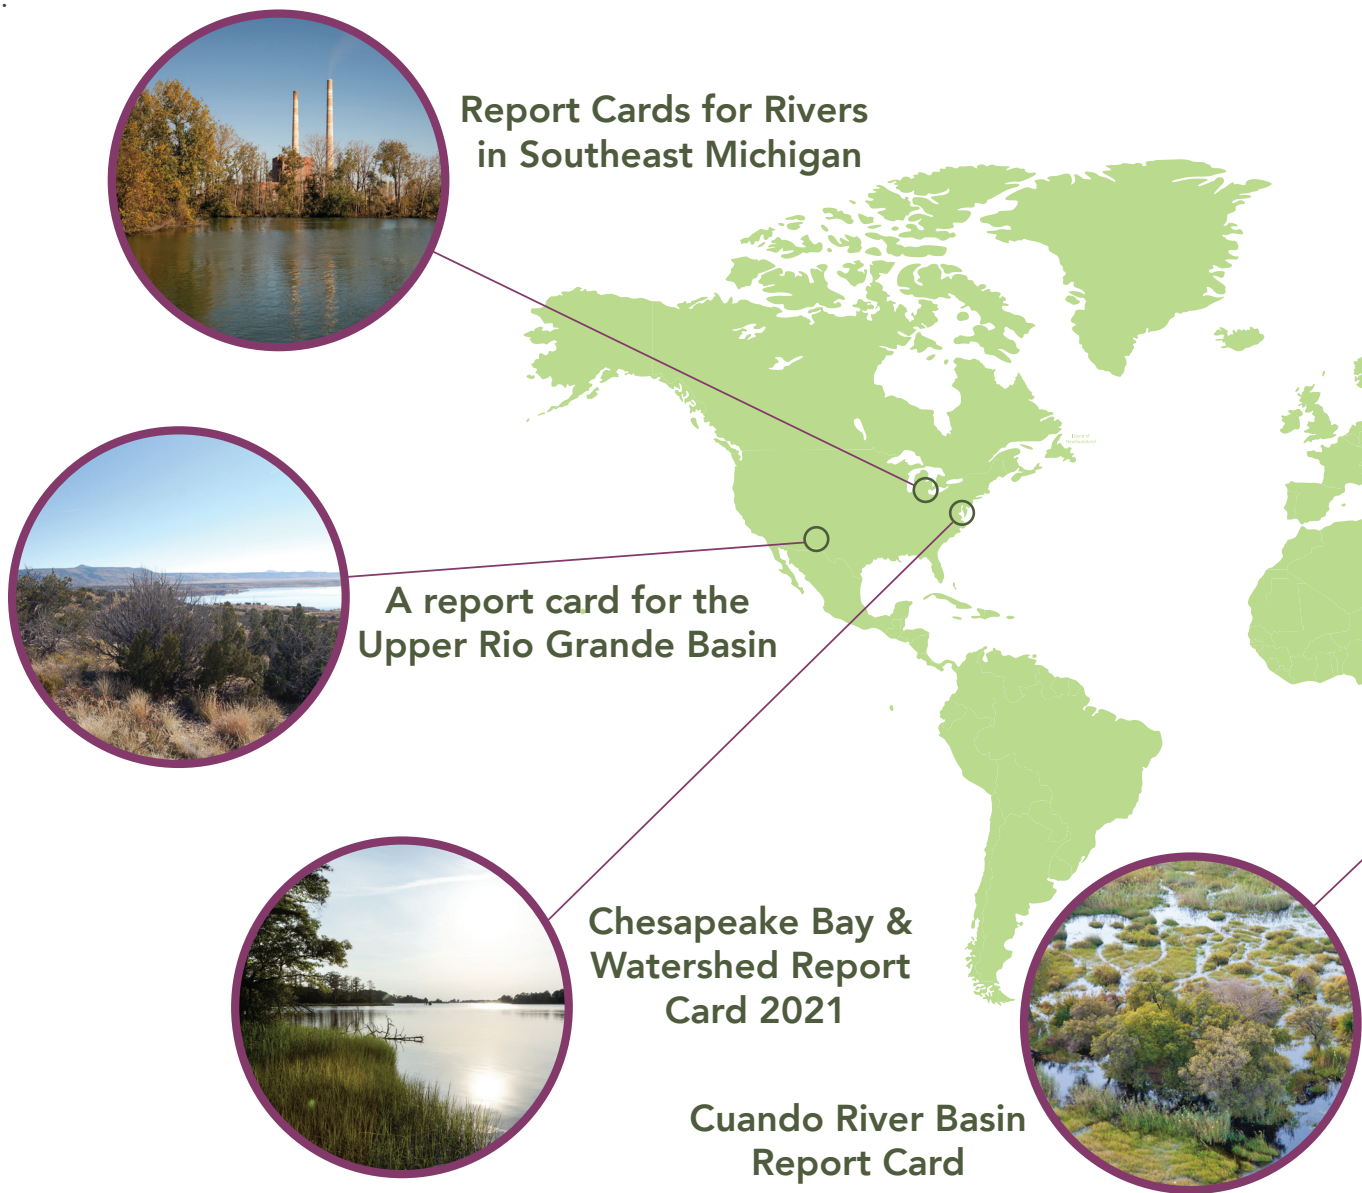 Report Cards for Rivers
in Southeast Michigan
A report card for the
Upper Rio Grande Basin
Chesapeake Bay &
Watershed Report
Card 2021
Cuando River Basin
Report Card